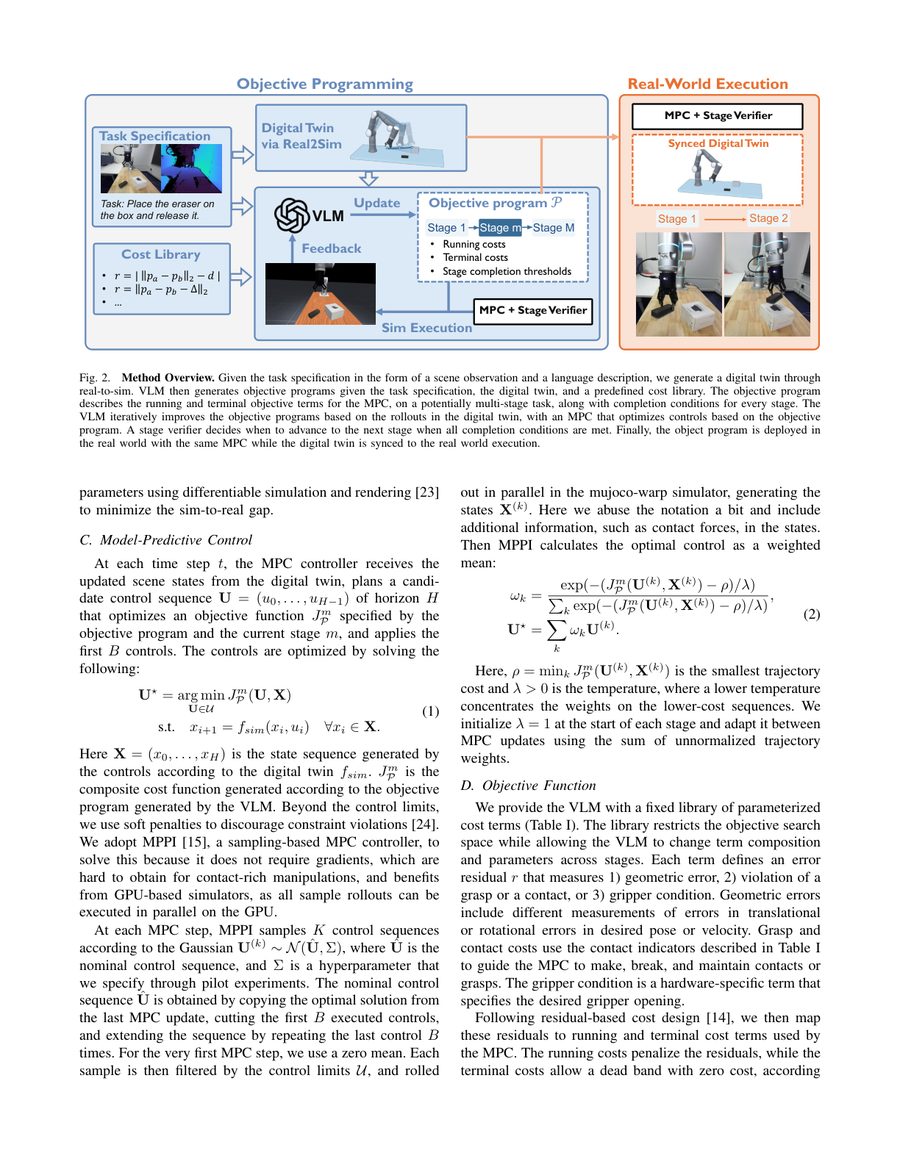 Objective Programming
Real-World Execution
Task Specification
Task: Place the eraser on
the box and release it.
Digital Twin
via Real2Sim
Cost Library
• r = | ‖pₐ − p_b‖₂ − d |
• r = ‖pₐ − p_b − Δ‖₂
• ...
VLM
Update
Feedback
Objective program 𝒫
Stage 1
Stage m
Stage M
• Running costs
• Terminal costs
• Stage completion thresholds
MPC + Stage Verifier
Sim Execution
MPC + Stage Verifier
Synced Digital Twin
Stage 1
Stage 2
Fig. 2. Method Overview. Given the task specification in the form of a scene observation and a language description, we generate a digital twin through
real-to-sim. VLM then generates objective programs given the task specification, the digital twin, and a predefined cost library. The objective program
describes the running and terminal objective terms for the MPC, on a potentially multi-stage task, along with completion conditions for every stage. The
VLM iteratively improves the objective programs based on the rollouts in the digital twin, with an MPC that optimizes controls based on the objective
program. A stage verifier decides when to advance to the next stage when all completion conditions are met. Finally, the object program is deployed in
the real world with the same MPC while the digital twin is synced to the real world execution.
parameters using differentiable simulation and rendering [23]
to minimize the sim-to-real gap.
C. Model-Predictive Control
At each time step t, the MPC controller receives the
updated scene states from the digital twin, plans a candi-
date control sequence U = (u₀, . . . , u_{H−1}) of horizon H
that optimizes an objective function J_𝒫^m specified by the
objective program and the current stage m, and applies the
first B controls. The controls are optimized by solving the
following:
U⋆ = arg min J_𝒫^m(U, X)
U∈𝒰
s.t. x_{i+1} = f_{sim}(x_i, u_i) ∀x_i ∈ X.
(1)
Here X = (x₀, . . . , x_H) is the state sequence generated by
the controls according to the digital twin f_{sim}. J_𝒫^m is the
composite cost function generated according to the objective
program generated by the VLM. Beyond the control limits,
we use soft penalties to discourage constraint violations [24].
We adopt MPPI [15], a sampling-based MPC controller, to
solve this because it does not require gradients, which are
hard to obtain for contact-rich manipulations, and benefits
from GPU-based simulators, as all sample rollouts can be
executed in parallel on the GPU.
At each MPC step, MPPI samples K control sequences
according to the Gaussian U^{(k)} ∼ 𝒩(Û, Σ), where Û is the
nominal control sequence, and Σ is a hyperparameter that
we specify through pilot experiments. The nominal control
sequence Û is obtained by copying the optimal solution from
the last MPC update, cutting the first B executed controls,
and extending the sequence by repeating the last control B
times. For the very first MPC step, we use a zero mean. Each
sample is then filtered by the control limits 𝒰, and rolled
out in parallel in the mujoco-warp simulator, generating the
states X^{(k)}. Here we abuse the notation a bit and include
additional information, such as contact forces, in the states.
Then MPPI calculates the optimal control as a weighted
mean:
ω_k = exp(−(J_𝒫^m(U^{(k)}, X^{(k)}) − ρ)/λ) / ∑_k exp(−(J_𝒫^m(U^{(k)}, X^{(k)}) − ρ)/λ),
U⋆ = ∑_k ω_k U^{(k)}.
(2)
Here, ρ = min_k J_𝒫^m(U^{(k)}, X^{(k)}) is the smallest trajectory
cost and λ > 0 is the temperature, where a lower temperature
concentrates the weights on the lower-cost sequences. We
initialize λ = 1 at the start of each stage and adapt it between
MPC updates using the sum of unnormalized trajectory
weights.
D. Objective Function
We provide the VLM with a fixed library of parameterized
cost terms (Table I). The library restricts the objective search
space while allowing the VLM to change term composition
and parameters across stages. Each term defines an error
residual r that measures 1) geometric error, 2) violation of a
grasp or a contact, or 3) gripper condition. Geometric errors
include different measurements of errors in translational
or rotational errors in desired pose or velocity. Grasp and
contact costs use the contact indicators described in Table I
to guide the MPC to make, break, and maintain contacts or
grasps. The gripper condition is a hardware-specific term that
specifies the desired gripper opening.
Following residual-based cost design [14], we then map
these residuals to running and terminal cost terms used by
the MPC. The running costs penalize the residuals, while the
terminal costs allow a dead band with zero cost, according